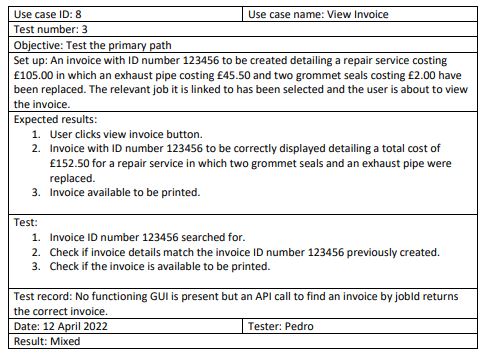 Use case ID: 8 Use case name: View Invoice
Test number: 3
Objective: Test the primary path
Set up: An invoice with ID number 123456 to be created detailing a repair service costing
£105.00 in which an exhaust pipe costing £45.50 and two grommet seals costing £2.00 have
been replaced. The relevant job it is linked to has been selected and the user is about to view
the invoice.
Expected results:
1. User clicks view invoice button.
2. Invoice with ID number 123456 to be correctly displayed detailing a total cost of
£152.50 for a repair service in which two grommet seals and an exhaust pipe were
replaced.
3. Invoice available to be printed.
Test:
1. Invoice ID number 123456 searched for.
2. Check if invoice details match the invoice ID number 123456 previously created.
3. Check if the invoice is available to be printed.
Test record: No functioning GUI is present but an API call to find an invoice by jobId returns
the correct invoice.
Date: 12 April 2022 Tester: Pedro
Result: Mixed